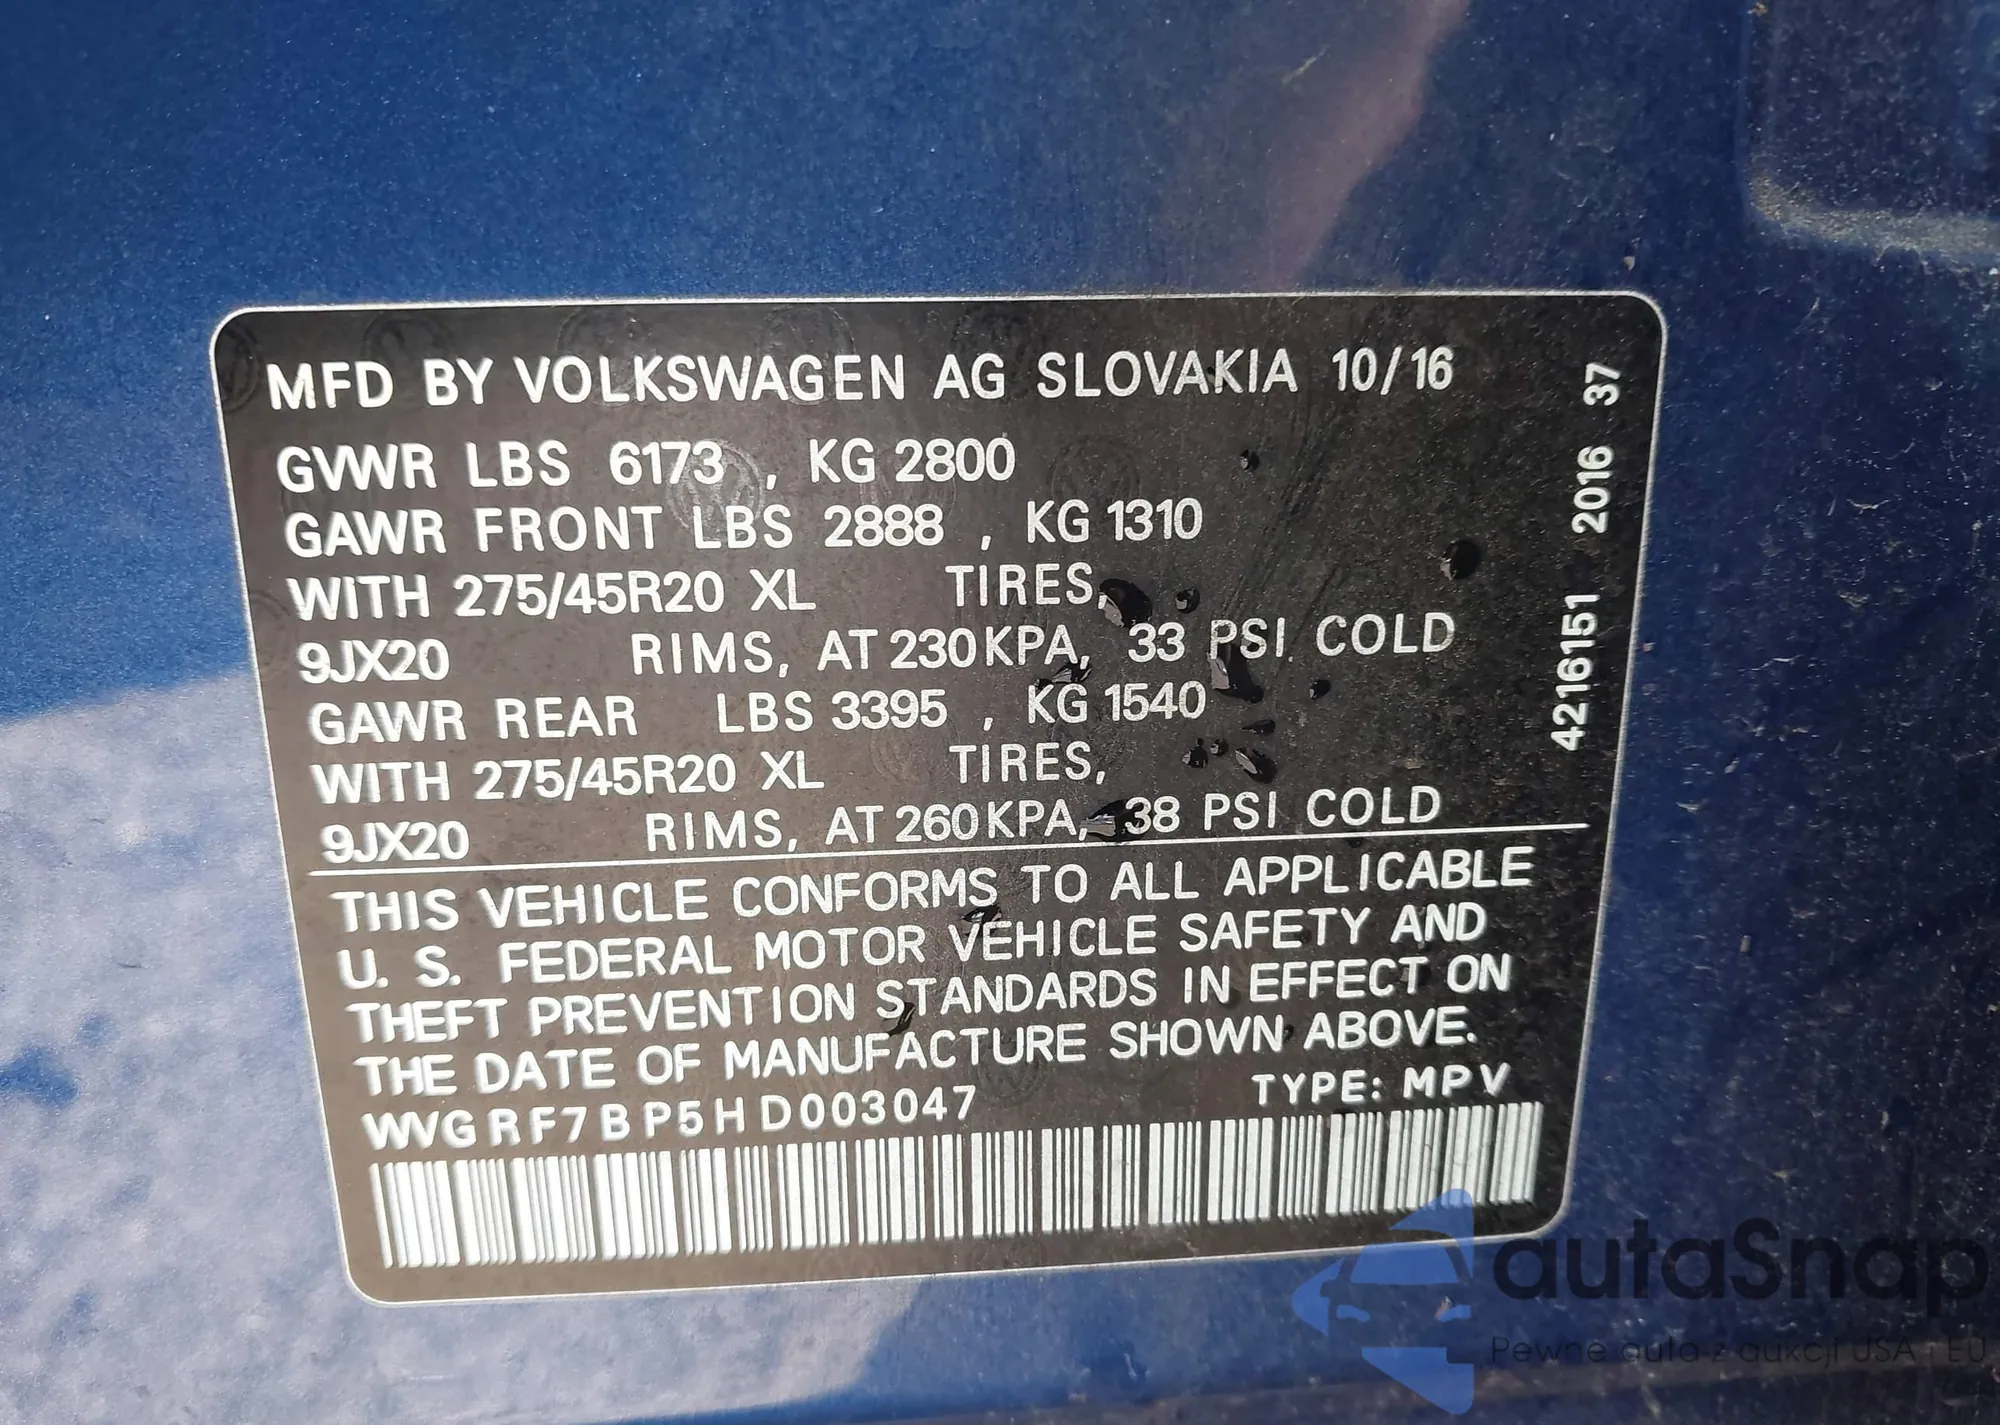 MFD BY VOLKSWAGEN AG SLOVAKIA 10/16
GVWR LBS 6173 , KG 2800
GAWR FRONT LBS 2888 , KG 1310
WITH 275/45R20 XL TIRES,
9JX20 RIMS, AT 230KPA, 33 PSI COLD
GAWR REAR LBS 3395 , KG 1540
WITH 275/45R20 XL TIRES,
9JX20 RIMS, AT 260KPA, 38 PSI COLD
THIS VEHICLE CONFORMS TO ALL APPLICABLE
U. S. FEDERAL MOTOR VEHICLE SAFETY AND
THEFT PREVENTION STANDARDS IN EFFECT ON
THE DATE OF MANUFACTURE SHOWN ABOVE.
WVGRF7BP5HD003047 TYPE: MPV
4216151 2016 37
autaSnap
Pewne auta z aukcji USA i EU